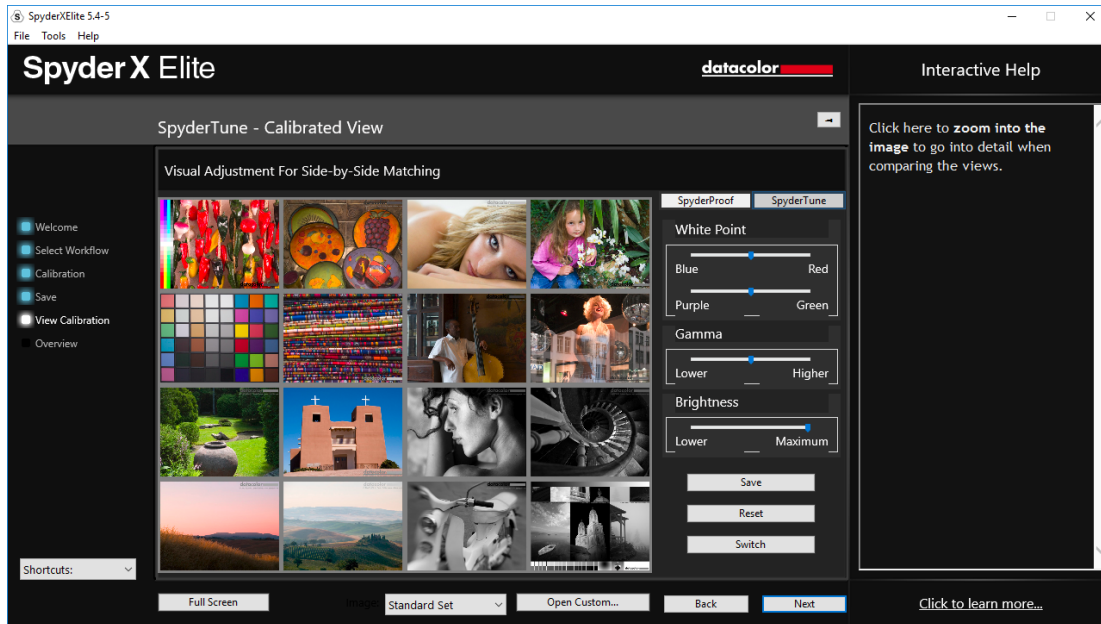 SpyderXElite 5.4-5
File Tools Help
Spyder X Elite
datacolor
Interactive Help
SpyderTune - Calibrated View
Click here to zoom into the
image to go into detail when
comparing the views.
Visual Adjustment For Side-by-Side Matching
SpyderProof SpyderTune
Welcome
Select Workflow
Calibration
Save
View Calibration
Overview
White Point
Blue Red
Purple Green
Gamma
Lower Higher
Brightness
Lower Maximum
Save
Reset
Switch
Shortcuts:
Full Screen
Image:
Standard Set
Open Custom...
Back
Next
Click to learn more...